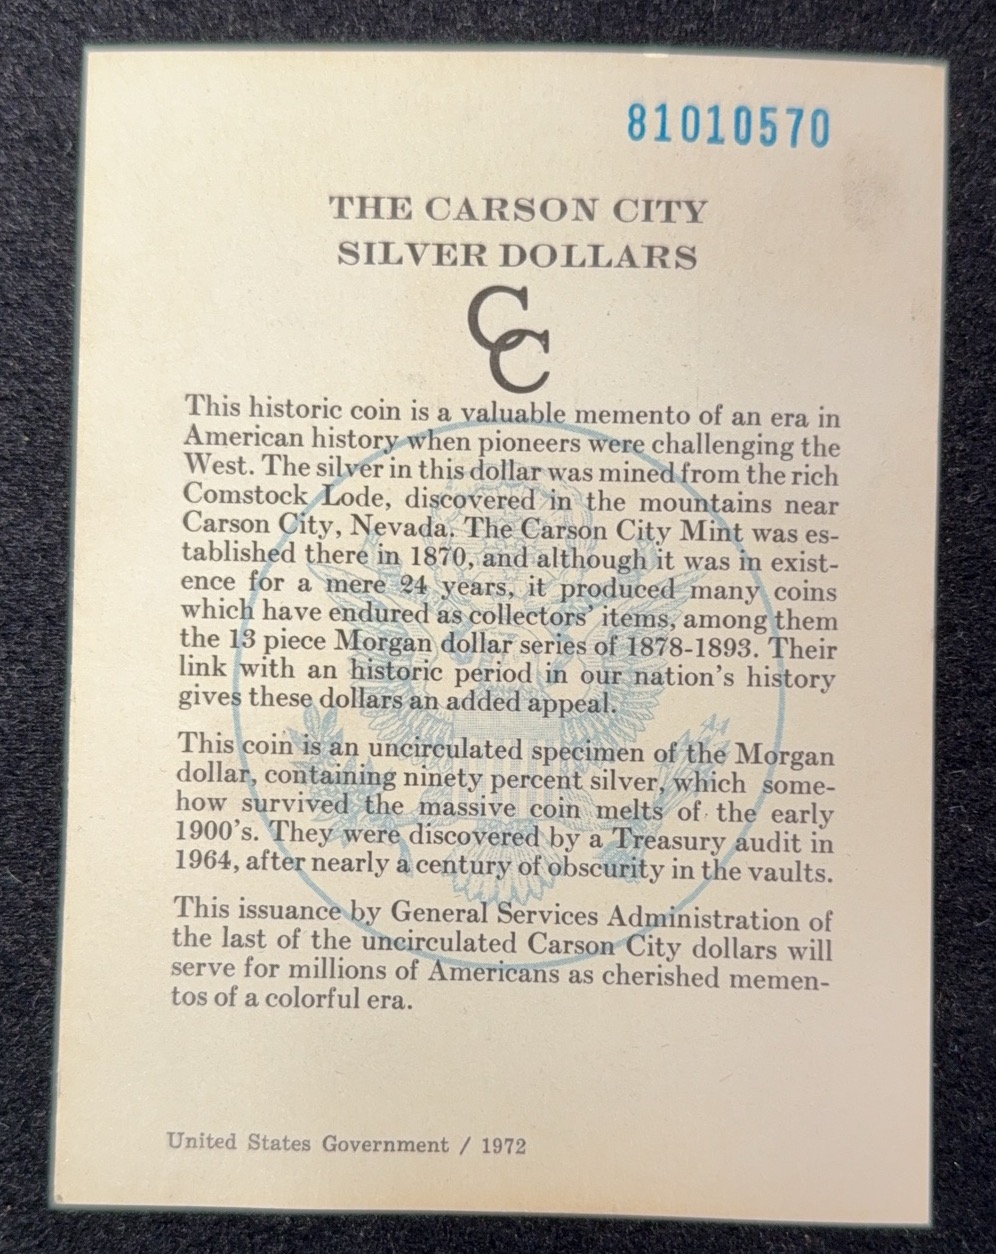 81010570
THE CARSON CITY
SILVER DOLLARS
CC
This historic coin is a valuable memento of an era in
American history when pioneers were challenging the
West. The silver in this dollar was mined from the rich
Comstock Lode, discovered in the mountains near
Carson City, Nevada. The Carson City Mint was es-
tablished there in 1870, and although it was in exist-
ence for a mere 24 years, it produced many coins
which have endured as collectors' items, among them
the 13 piece Morgan dollar series of 1878-1893. Their
link with an historic period in our nation's history
gives these dollars an added appeal.
This coin is an uncirculated specimen of the Morgan
dollar, containing ninety percent silver, which some-
how survived the massive coin melts of the early
1900's. They were discovered by a Treasury audit in
1964, after nearly a century of obscurity in the vaults.
This issuance by General Services Administration of
the last of the uncirculated Carson City dollars will
serve for millions of Americans as cherished memen-
tos of a colorful era.
United States Government / 1972